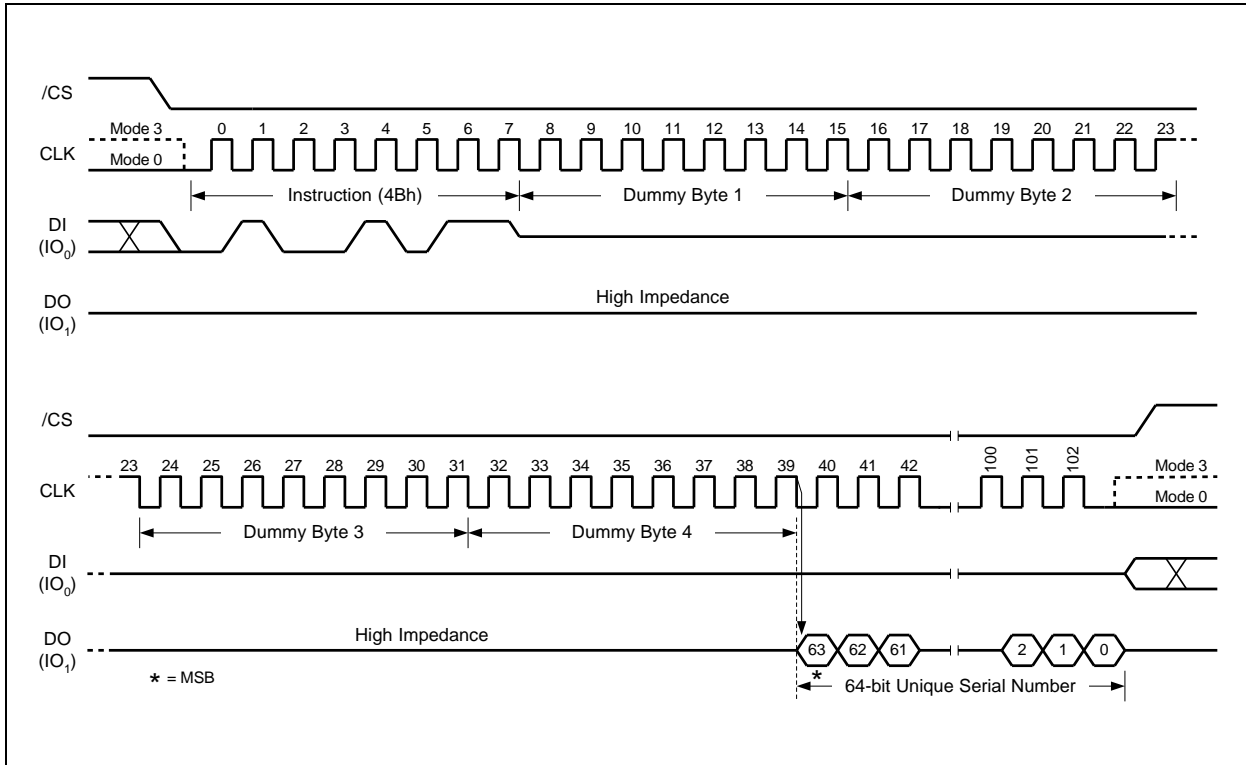 /CS
Mode 3 0 1 2 3 4 5 6 7 8 9 10 11 12 13 14 15 16 17 18 19 20 21 22 23
CLK Mode 0
Instruction (4Bh) Dummy Byte 1 Dummy Byte 2
DI
(IO0)
High Impedance
DO
(IO1)
/CS
23 24 25 26 27 28 29 30 31 32 33 34 35 36 37 38 39 40 41 42 100 101 102 Mode 3
CLK Mode 0
Dummy Byte 3 Dummy Byte 4
DI
(IO0)
High Impedance
DO
(IO1) 63 62 61 2 1 0
* = MSB * 64-bit Unique Serial Number